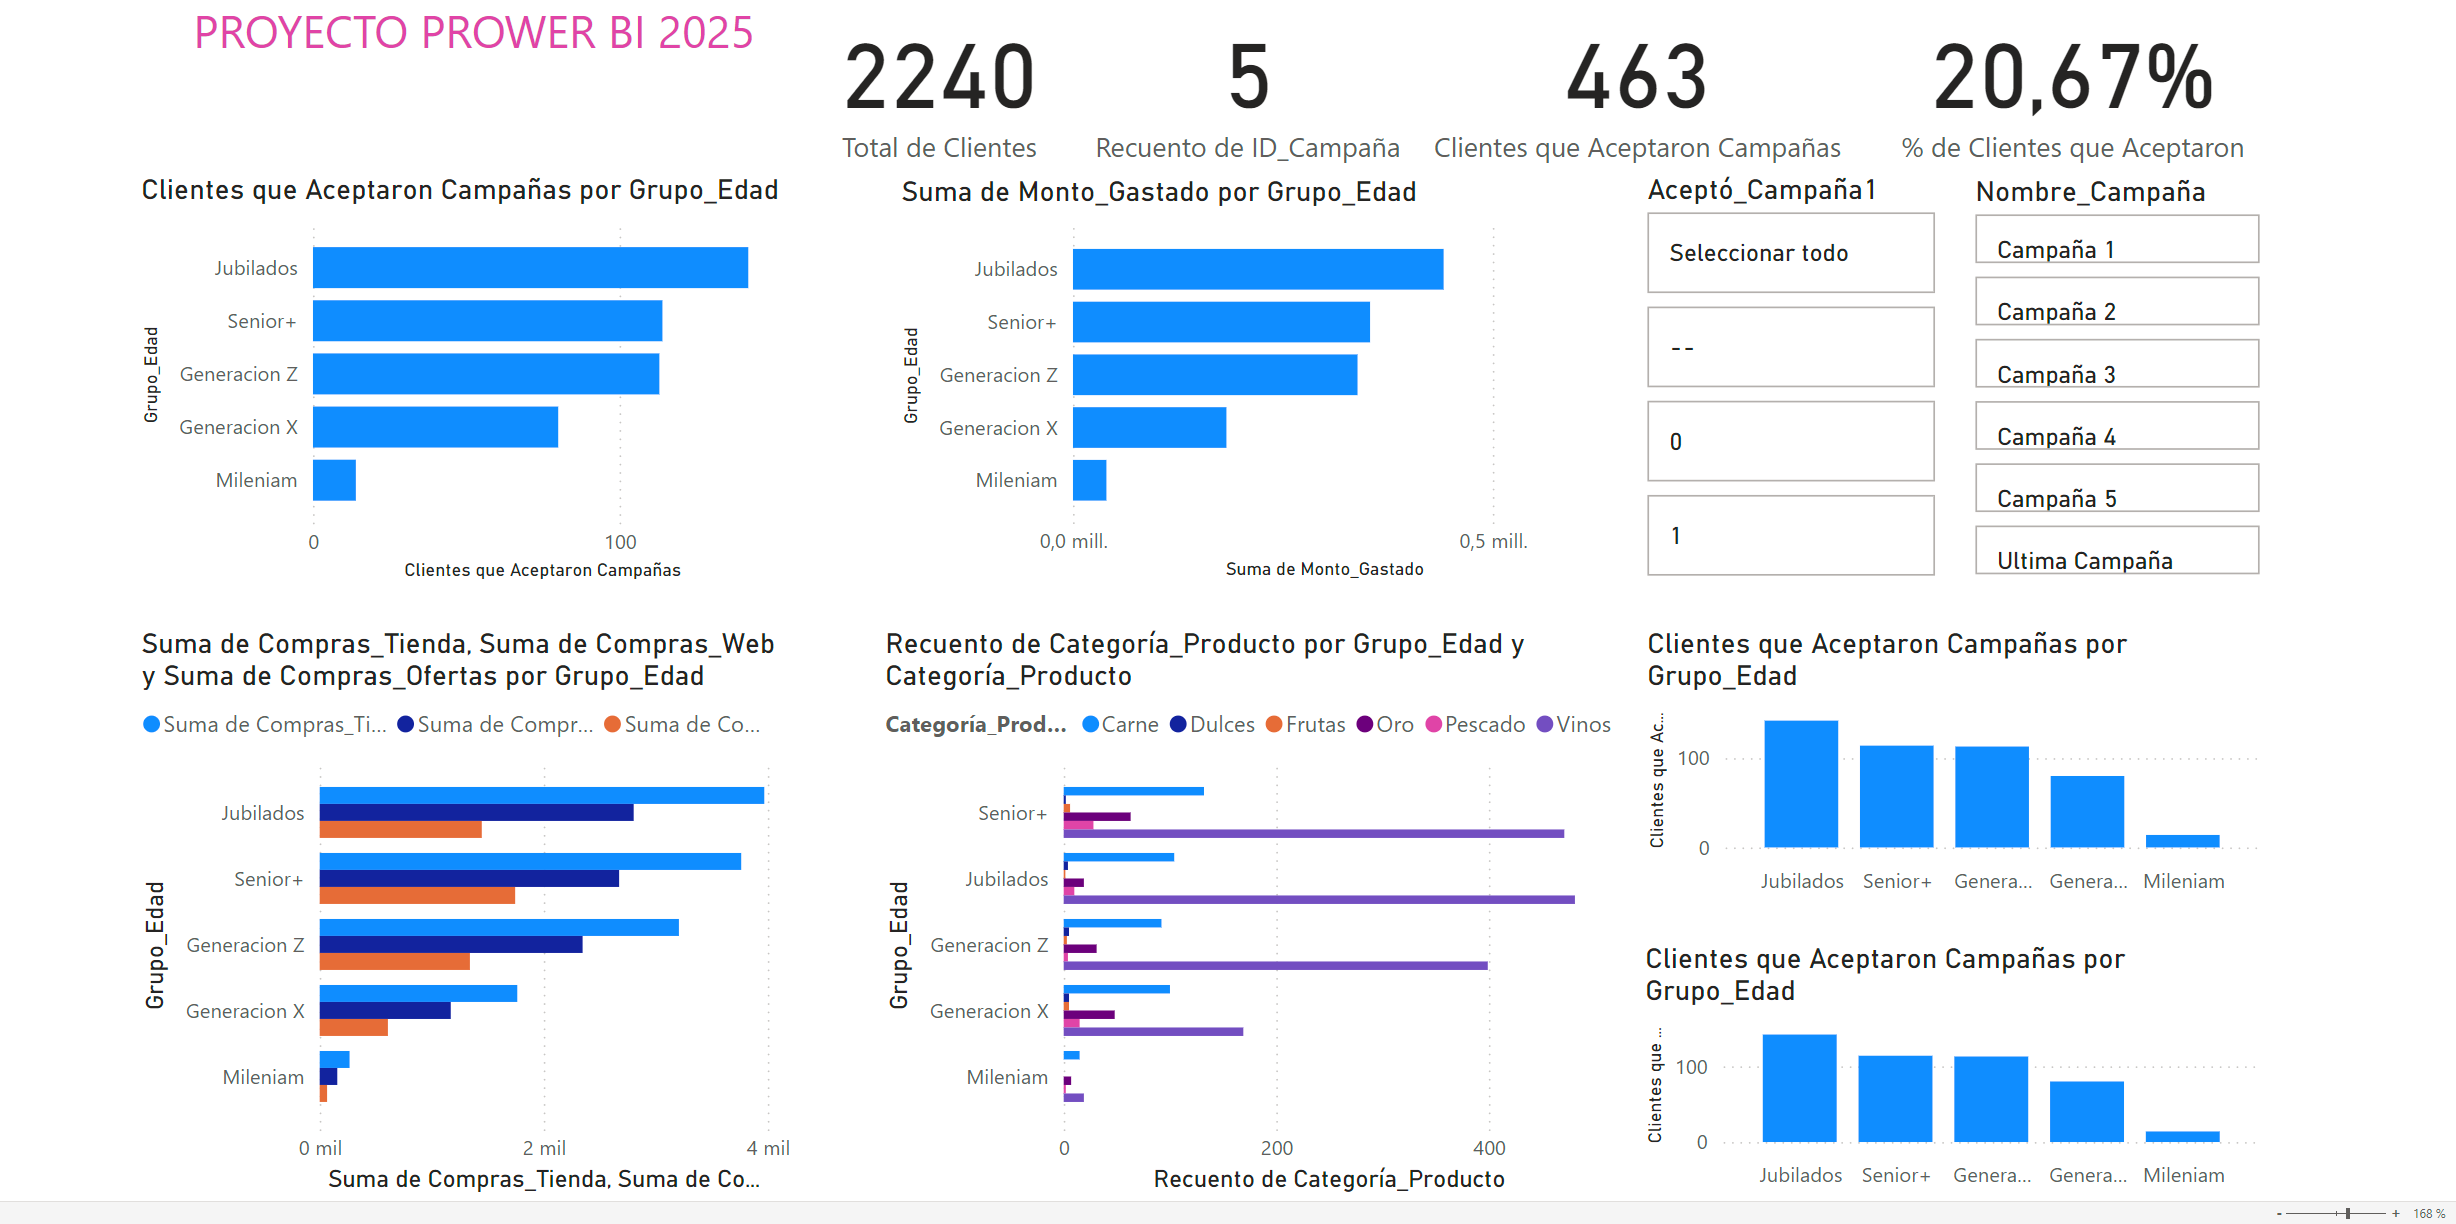 PROYECTO PROWER BI 2025
2240
Total de Clientes
5
Recuento de ID_Campaña
463
Clientes que Aceptaron Campañas
20,67%
% de Clientes que Aceptaron
Clientes que Aceptaron Campañas por Grupo_Edad
Grupo_Edad
Jubilados
Senior+
Generacion Z
Generacion X
Mileniam
0
100
Clientes que Aceptaron Campañas
Suma de Monto_Gastado por Grupo_Edad
Grupo_Edad
Jubilados
Senior+
Generacion Z
Generacion X
Mileniam
0,0 mill.
0,5 mill.
Suma de Monto_Gastado
Aceptó_Campaña1
Seleccionar todo
--
0
1
Nombre_Campaña
Campaña 1
Campaña 2
Campaña 3
Campaña 4
Campaña 5
Ultima Campaña
Suma de Compras_Tienda, Suma de Compras_Web
y Suma de Compras_Ofertas por Grupo_Edad
Suma de Compras_Ti... Suma de Compr... Suma de Co...
Grupo_Edad
Jubilados
Senior+
Generacion Z
Generacion X
Mileniam
0 mil
2 mil
4 mil
Suma de Compras_Tienda, Suma de Co...
Recuento de Categoría_Producto por Grupo_Edad y
Categoría_Producto
Categoría_Prod... Carne Dulces Frutas Oro Pescado Vinos
Grupo_Edad
Senior+
Jubilados
Generacion Z
Generacion X
Mileniam
0
200
400
Recuento de Categoría_Producto
Clientes que Aceptaron Campañas por
Grupo_Edad
Clientes que Ac...
100
0
Jubilados
Senior+
Genera...
Genera...
Mileniam
Clientes que Aceptaron Campañas por
Grupo_Edad
Clientes que ...
100
0
Jubilados
Senior+
Genera...
Genera...
Mileniam
- + 168 %